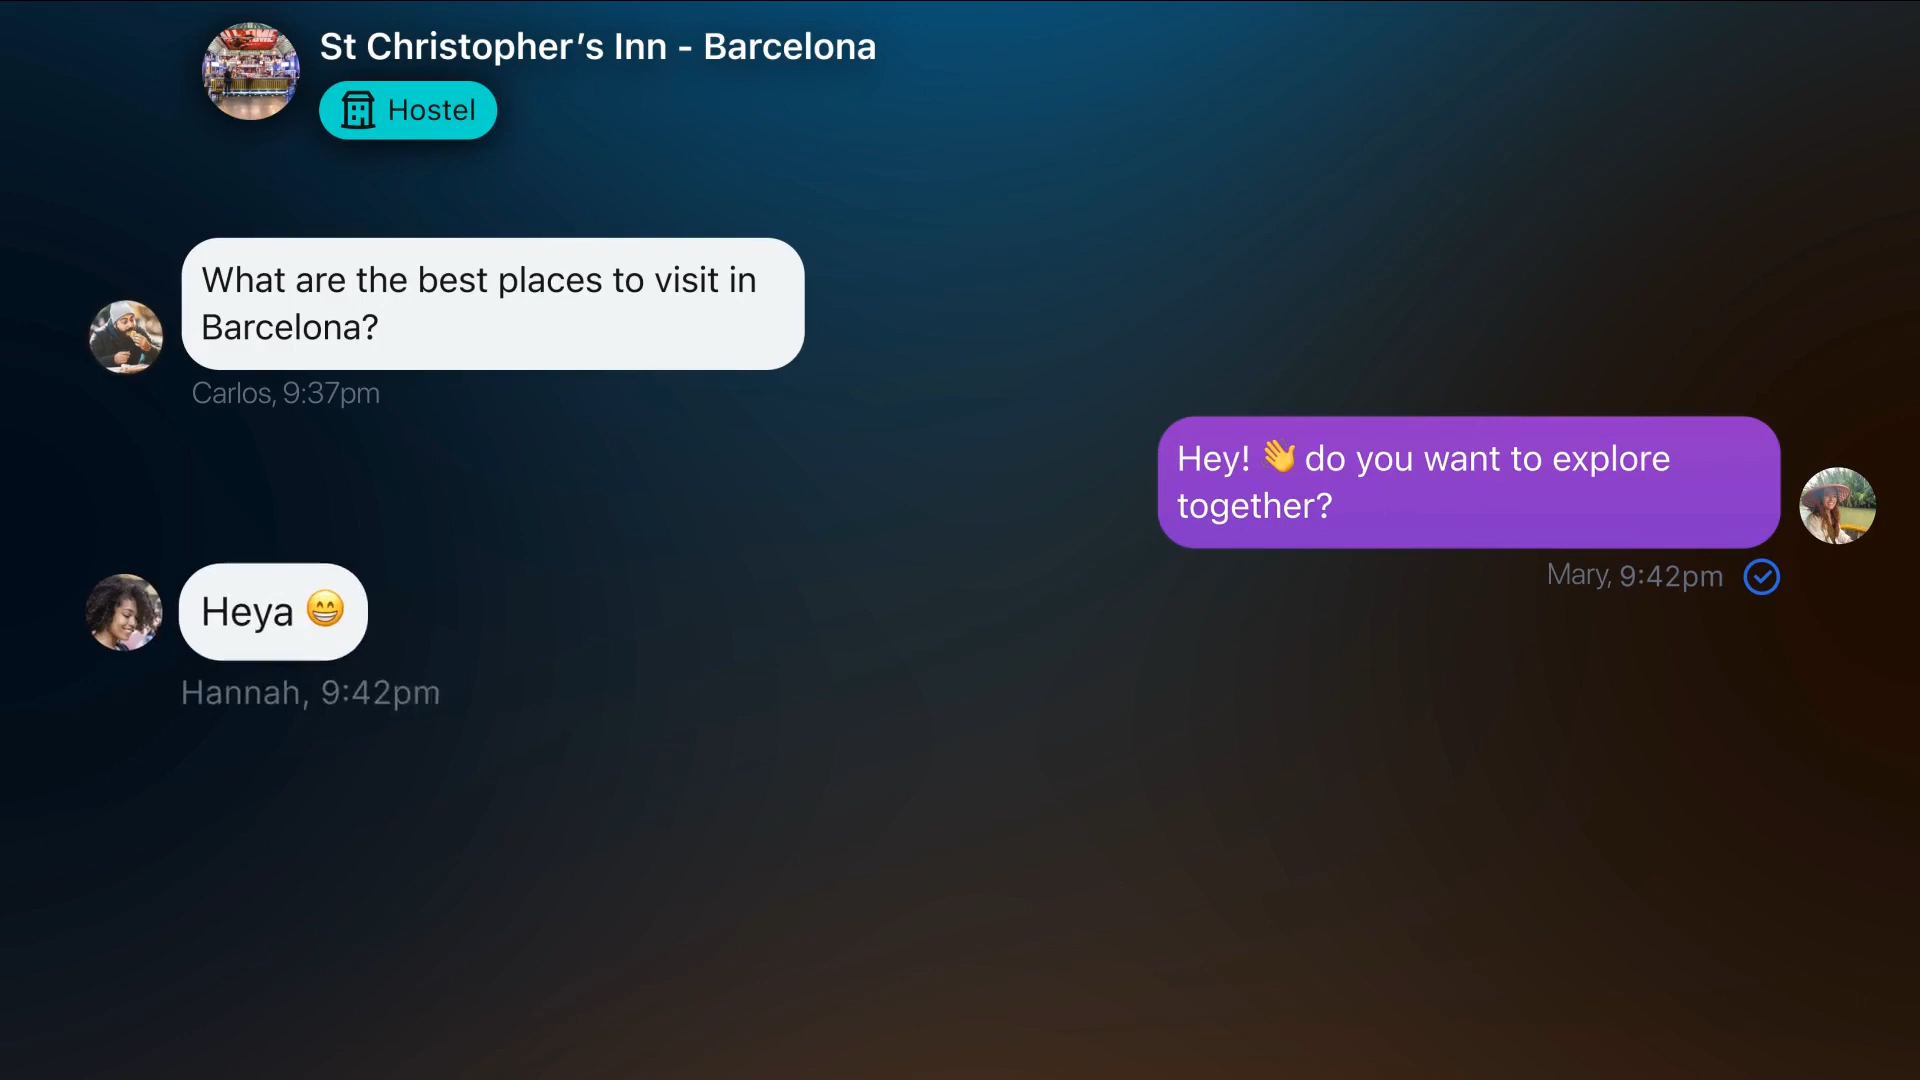 St Christopher’s Inn - Barcelona
Hostel
What are the best places to visit in
Barcelona?
Carlos, 9:37pm
Hey! 👋 do you want to explore
together?
Mary, 9:42pm
Heya 😁
Hannah, 9:42pm